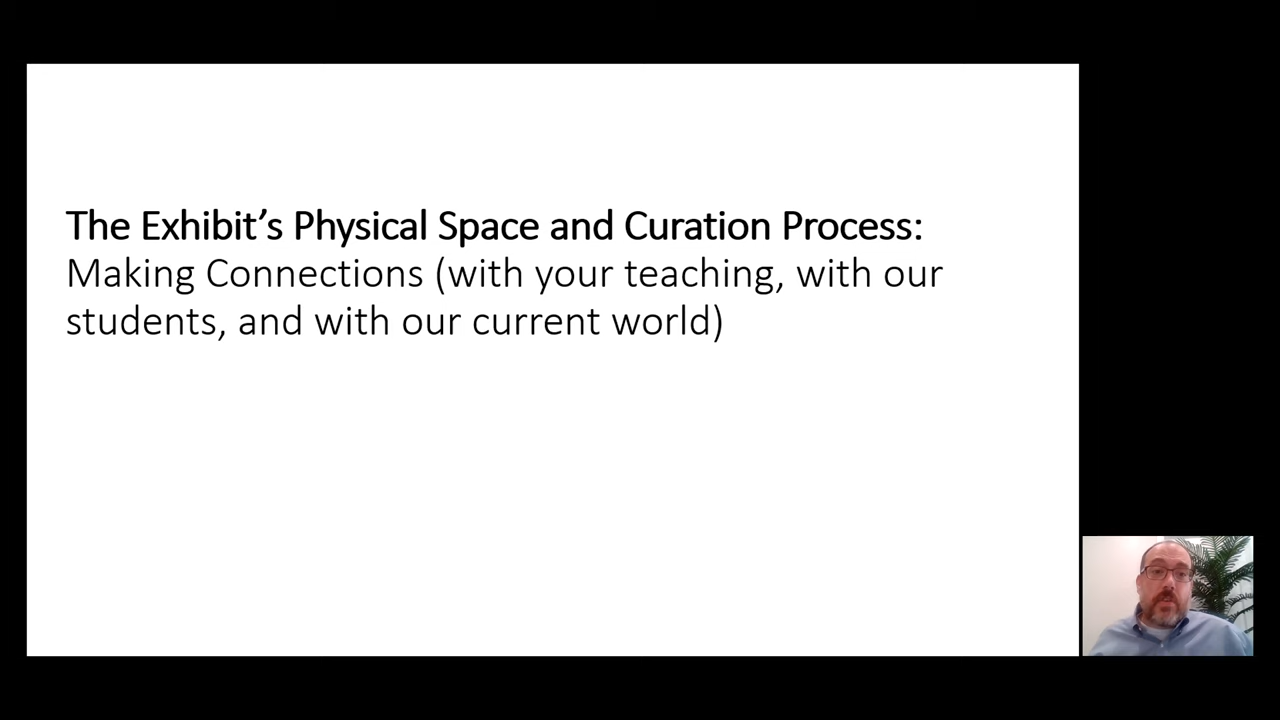 The Exhibit’s Physical Space and Curation Process:
Making Connections (with your teaching, with our
students, and with our current world)